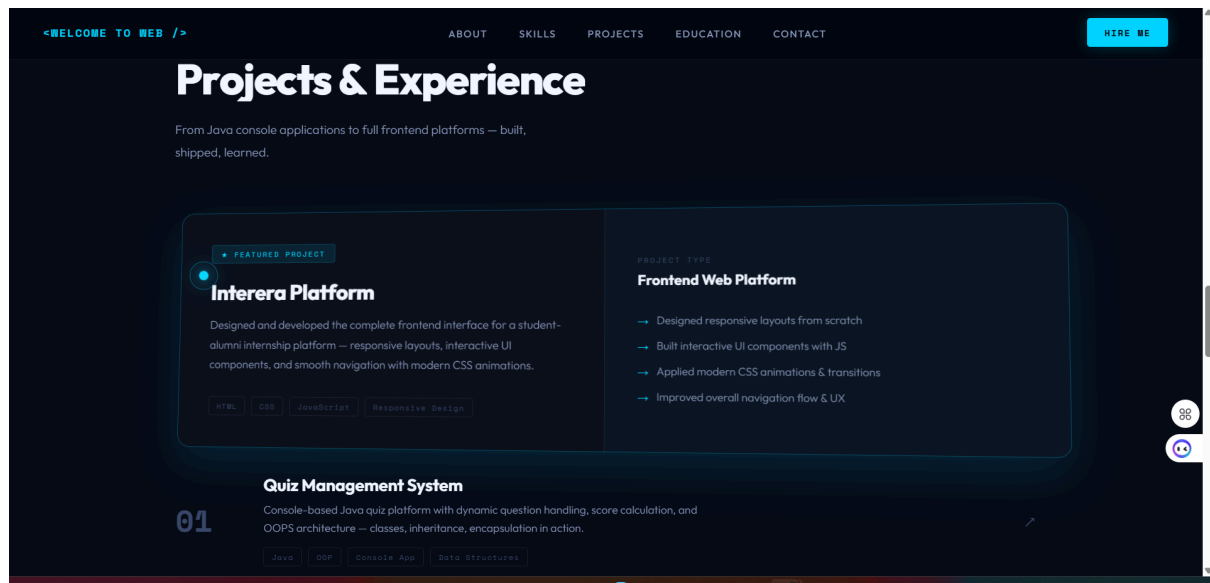 <WELCOME TO WEB />
ABOUT SKILLS PROJECTS EDUCATION CONTACT
HIRE ME
Projects & Experience
From Java console applications to full frontend platforms — built,
shipped, learned.
★ FEATURED PROJECT
Interera Platform
Designed and developed the complete frontend interface for a student-
alumni internship platform — responsive layouts, interactive UI
components, and smooth navigation with modern CSS animations.
HTML CSS JavaScript Responsive Design
PROJECT TYPE
Frontend Web Platform
→ Designed responsive layouts from scratch
→ Built interactive UI components with JS
→ Applied modern CSS animations & transitions
→ Improved overall navigation flow & UX
01
Quiz Management System
Console-based Java quiz platform with dynamic question handling, score calculation, and
OOPS architecture — classes, inheritance, encapsulation in action.
↗
Java OOP Console App Data Structures